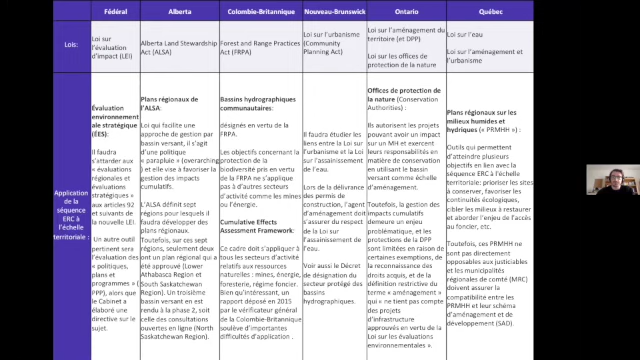 Fédéral
Alberta
Colombie-Britannique
Nouveau-Brunswick
Ontario
Québec
Lois:
Loi sur
l'évaluation
d'impact (LEI)
Alberta Land Stewardship
Act (ALSA)
Forest and Range Practices
Act (FRPA)
Loi sur l'urbanisme
(Community
Planning Act)
Loi sur l'aménagement du
territoire (et DPP)
Loi sur les offices de
protection de la nature
Loi sur l'eau
Loi sur l'aménagement et
l'urbanisme
Application
de la
séquence
ERC à
l'échelle
territoriale :
Évaluation
environnement
ale stratégique
(ÉES):
Il faudra
s'attarder aux
« évaluations
régionales et
évaluations
stratégiques »
aux articles 92
et suivants de
la nouvelle LEI.
Un autre outil
pertinent sera
l'évaluation des
« politiques,
plans et
programmes » (
PPP), alors que
le Cabinet a
élaboré une
directive sur le
sujet.
Plans régionaux de
l'ALSA:
Loi qui facilite une
approche de gestion par
bassin versant, il s'agit
d'une politique
« parapluie » (overarching
) et elle vise à favoriser la
gestion des impacts
cumulatifs.
L'ALSA définit sept
régions pour lesquels il
faudra développer des
plans régionaux.
Toutefois, sur ces sept
régions, seulement deux
ont un plan régional qui a
été approuvé (Lower
Athabasca Region et
South Saskatchewan
Region). Un troisième
bassin versant en est
rendu à la phase 2, soit
celle des consultations
ouvertes en ligne (North
Saskatchewan Region).
Bassins hydrographiques
communautaires:
désignés en vertu de la
FRPA.
Les objectifs concernant la
protection de la
biodiversité pris en vertu
de la FRPA ne s'applique
pas à d'autres secteurs
d'activité comme les mines
ou l'énergie.
Cumulative Effects
Assessment Framework:
Ce cadre doit s'appliquer à
tous les secteurs d'activité
relatifs aux ressources
naturelles ; mines, énergie,
foresterie, régime foncier.
Bien qu'intéressant, un
rapport déposé en 2015
par le vérificateur général
de la Colombie-Britannique
soulève d'importantes
difficultés d'application .
Il faudra étudier les
liens entre la Loi sur
l'urbanisme et la Loi
sur l'assainissement
de l'eau.
Lors de la délivrance
des permis de
construction, l'agent
d'aménagement doit
s'assurer du respect
de la Loi sur
l'assainissement de
l'eau.
Voir aussi le Décret
de désignation du
secteur protégé des
bassins
hydrographiques.
Offices de protection de
la nature (Conservation
Authorities) :
Ils autorisent les projets
pouvant avoir un impact
sur un MH et exercent
leurs responsabilités en
matière de conservation
en utilisant le bassin
versant comme échelle
d'aménagement.
Toutefois, la gestion des
impacts cumulatifs
demeure un enjeu
problématique, et les
protections de la DPP
sont limitées en raison de
certaines exemptions, de
la reconnaissance des
droits acquis, et de la
définition restrictive du
terme « aménagement »
qui « ne tient pas compte
des projets
d'infrastructure
approuvés en vertu de la
Loi sur les évaluations
environnementales ».
Plans régionaux sur les
milieux humides et
hydriques (« PRMHH ») :
Outils qui permettent
d'atteindre plusieurs
objectifs en lien avec la
séquence ERC à l'échelle
territoriale: prioriser les sites
à conserver, favoriser les
continuités écologiques,
cibler les milieux à
restaurer et aborder l'enjeu de l'accès
au foncier, etc.
Toutefois, ces PRMHH ne
sont pas directement
opposables aux justiciables
et les municipalités
régionales de comté (MRC)
doivent assurer la
compatibilité entre les
PRMHH et leur schéma
d'aménagement et de
développement (SAD).